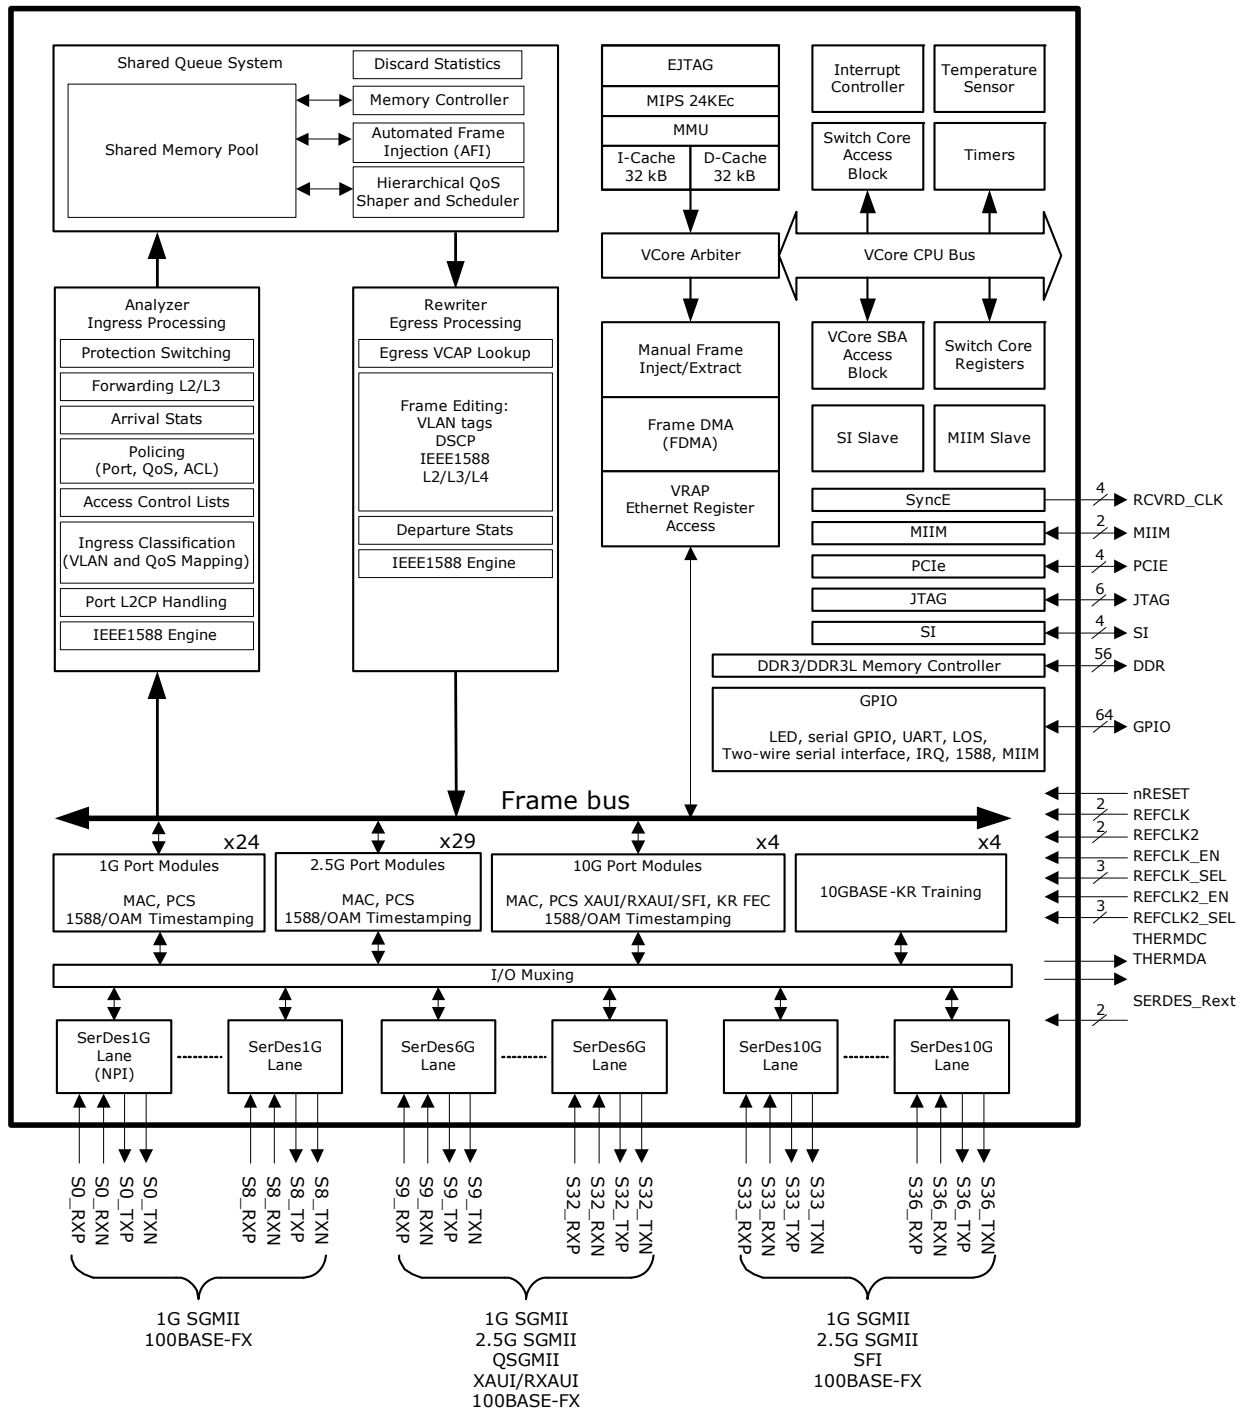 Shared Queue System
Discard Statistics
Shared Memory Pool
Memory Controller
Automated Frame
Injection (AFI)
Hierarchical QoS
Shaper and Scheduler
EJTAG
MIPS 24KEc
MMU
I-Cache
32 kB
D-Cache
32 kB
Interrupt
Controller
Temperature
Sensor
Switch Core
Access
Block
Timers
VCore Arbiter
VCore CPU Bus
Analyzer
Ingress Processing
Protection Switching
Forwarding L2/L3
Arrival Stats
Policing
(Port, QoS, ACL)
Access Control Lists
Ingress Classification
(VLAN and QoS Mapping)
Port L2CP Handling
IEEE1588 Engine
Rewriter
Egress Processing
Egress VCAP Lookup
Frame Editing:
VLAN tags
DSCP
IEEE1588
L2/L3/L4
Departure Stats
IEEE1588 Engine
Manual Frame
Inject/Extract
Frame DMA
(FDMA)
VRAP
Ethernet Register
Access
VCore SBA
Access
Block
Switch Core
Registers
SI Slave
MIIM Slave
SyncE
4
RCVRD_CLK
MIIM
2
MIIM
PCIe
4
PCIE
JTAG
6
JTAG
SI
4
SI
DDR3/DDR3L Memory Controller
56
DDR
GPIO
LED, serial GPIO, UART, LOS,
Two-wire serial interface, IRQ, 1588, MIIM
64
GPIO
nRESET
2
REFCLK
2
REFCLK2
REFCLK_EN
3
REFCLK_SEL
REFCLK2_EN
3
REFCLK2_SEL
THERMDC
THERMDA
SERDES_Rext
2
Frame bus
x24
1G Port Modules
MAC, PCS
1588/OAM Timestamping
x29
2.5G Port Modules
MAC, PCS
1588/OAM Timestamping
x4
10G Port Modules
MAC, PCS XAUI/RXAUI/SFI, KR FEC
1588/OAM Timestamping
x4
10GBASE-KR Training
I/O Muxing
SerDes1G
Lane
(NPI)
SerDes1G
Lane
SerDes6G
Lane
SerDes6G
Lane
SerDes10G
Lane
SerDes10G
Lane
S0_RXP
S0_RXN
S0_TXP
S0_TXN
S8_RXP
S8_RXN
S8_TXP
S8_TXN
S9_RXP
S9_RXN
S9_TXP
S9_TXN
S32_RXP
S32_RXN
S32_TXP
S32_TXN
S33_RXP
S33_RXN
S33_TXP
S33_TXN
S36_RXP
S36_RXN
S36_TXP
S36_TXN
1G SGMII
100BASE-FX
1G SGMII
2.5G SGMII
QSGMII
XAUI/RXAUI
100BASE-FX
1G SGMII
2.5G SGMII
SFI
100BASE-FX